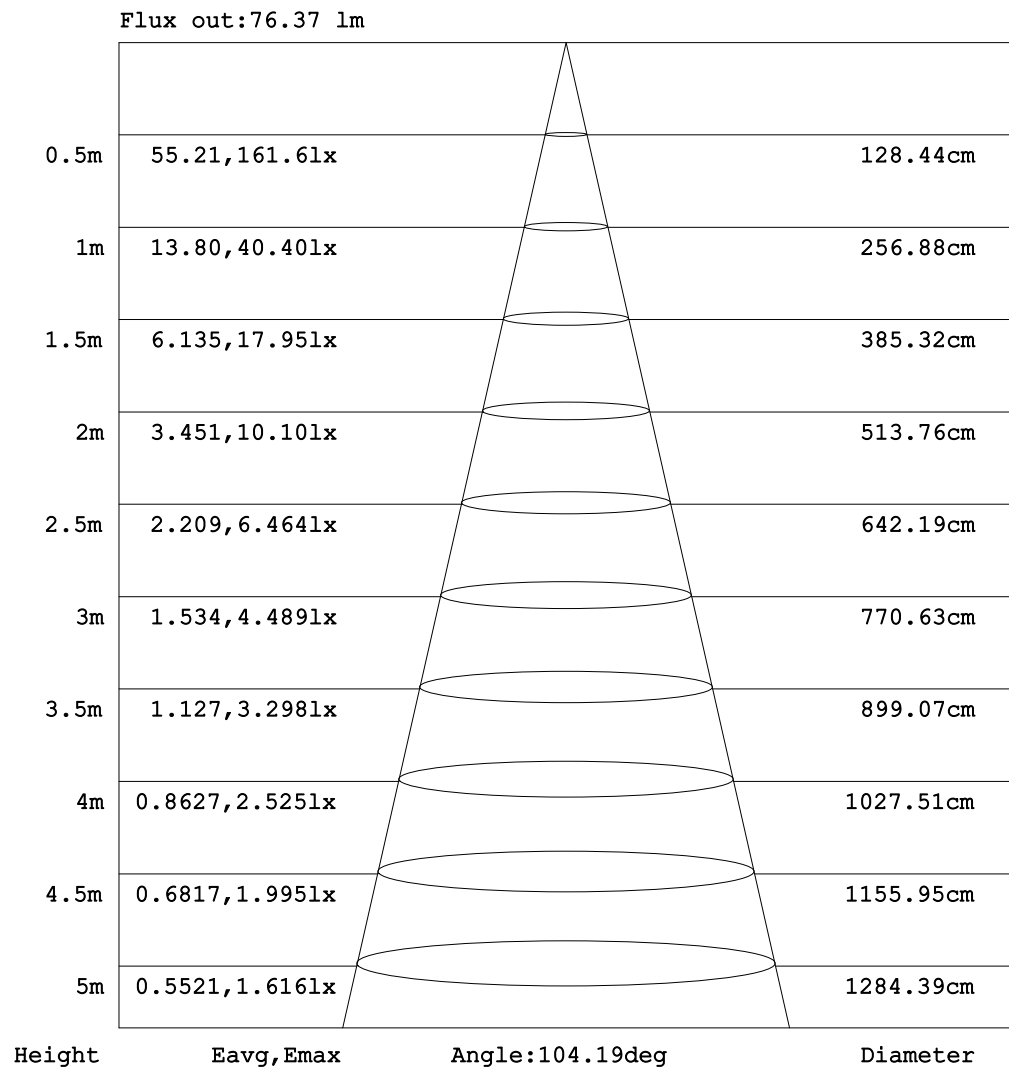 Flux out:76.37 lm
0.5m 55.21,161.6lx 128.44cm
1m 13.80,40.40lx 256.88cm
1.5m 6.135,17.95lx 385.32cm
2m 3.451,10.10lx 513.76cm
2.5m 2.209,6.464lx 642.19cm
3m 1.534,4.489lx 770.63cm
3.5m 1.127,3.298lx 899.07cm
4m 0.8627,2.525lx 1027.51cm
4.5m 0.6817,1.995lx 1155.95cm
5m 0.5521,1.616lx 1284.39cm
Height Eavg,Emax Angle:104.19deg Diameter